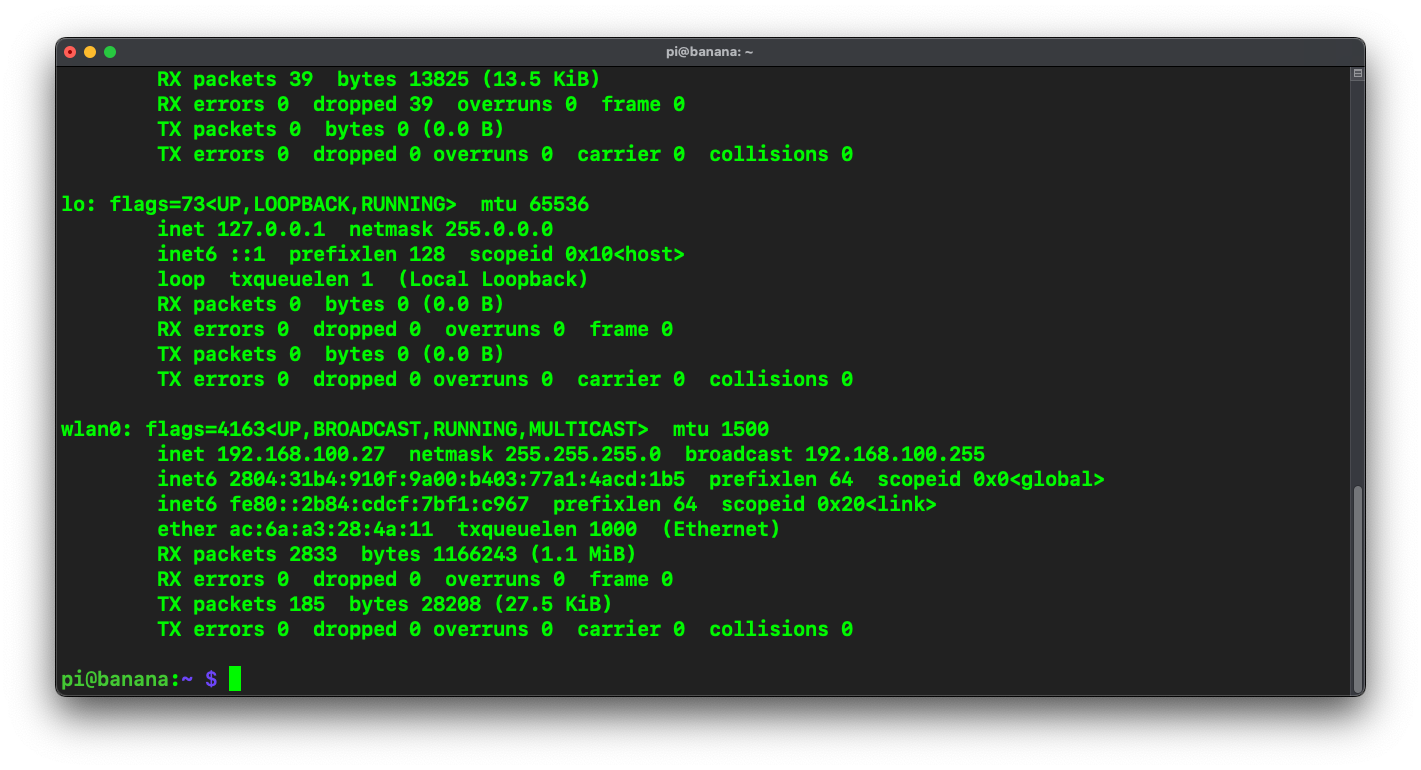 pi@banana: ~
RX packets 39  bytes 13825 (13.5 KiB)
RX errors 0  dropped 39  overruns 0  frame 0
TX packets 0  bytes 0 (0.0 B)
TX errors 0  dropped 0 overruns 0  carrier 0  collisions 0
lo: flags=73<UP,LOOPBACK,RUNNING>  mtu 65536
inet 127.0.0.1  netmask 255.0.0.0
inet6 ::1  prefixlen 128  scopeid 0x10<host>
loop  txqueuelen 1  (Local Loopback)
RX packets 0  bytes 0 (0.0 B)
RX errors 0  dropped 0  overruns 0  frame 0
TX packets 0  bytes 0 (0.0 B)
TX errors 0  dropped 0 overruns 0  carrier 0  collisions 0
wlan0: flags=4163<UP,BROADCAST,RUNNING,MULTICAST>  mtu 1500
inet 192.168.100.27  netmask 255.255.255.0  broadcast 192.168.100.255
inet6 2804:31b4:910f:9a00:b403:77a1:4acd:1b5  prefixlen 64  scopeid 0x0<global>
inet6 fe80::2b84:cdcf:7bf1:c967  prefixlen 64  scopeid 0x20<link>
ether ac:6a:a3:28:4a:11  txqueuelen 1000  (Ethernet)
RX packets 2833  bytes 1166243 (1.1 MiB)
RX errors 0  dropped 0  overruns 0  frame 0
TX packets 185  bytes 28208 (27.5 KiB)
TX errors 0  dropped 0 overruns 0  carrier 0  collisions 0
pi@banana:~ $